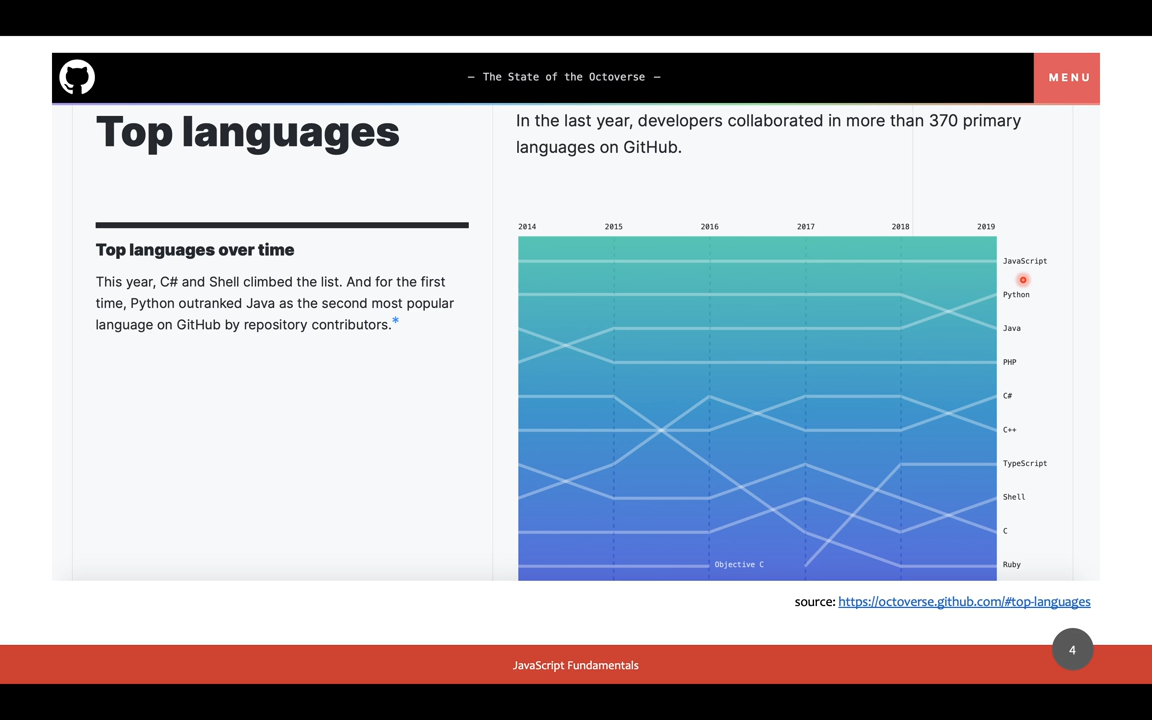 — The State of the Octoverse —
MENU
Top languages
In the last year, developers collaborated in more than 370 primary
languages on GitHub.
Top languages over time
This year, C# and Shell climbed the list. And for the first
time, Python outranked Java as the second most popular
language on GitHub by repository contributors.*
2014 2015 2016 2017 2018 2019
JavaScript
Python
Java
PHP
C#
C++
TypeScript
Shell
C
Objective C
Ruby
source: https://octoverse.github.com/#top-languages
4
JavaScript Fundamentals